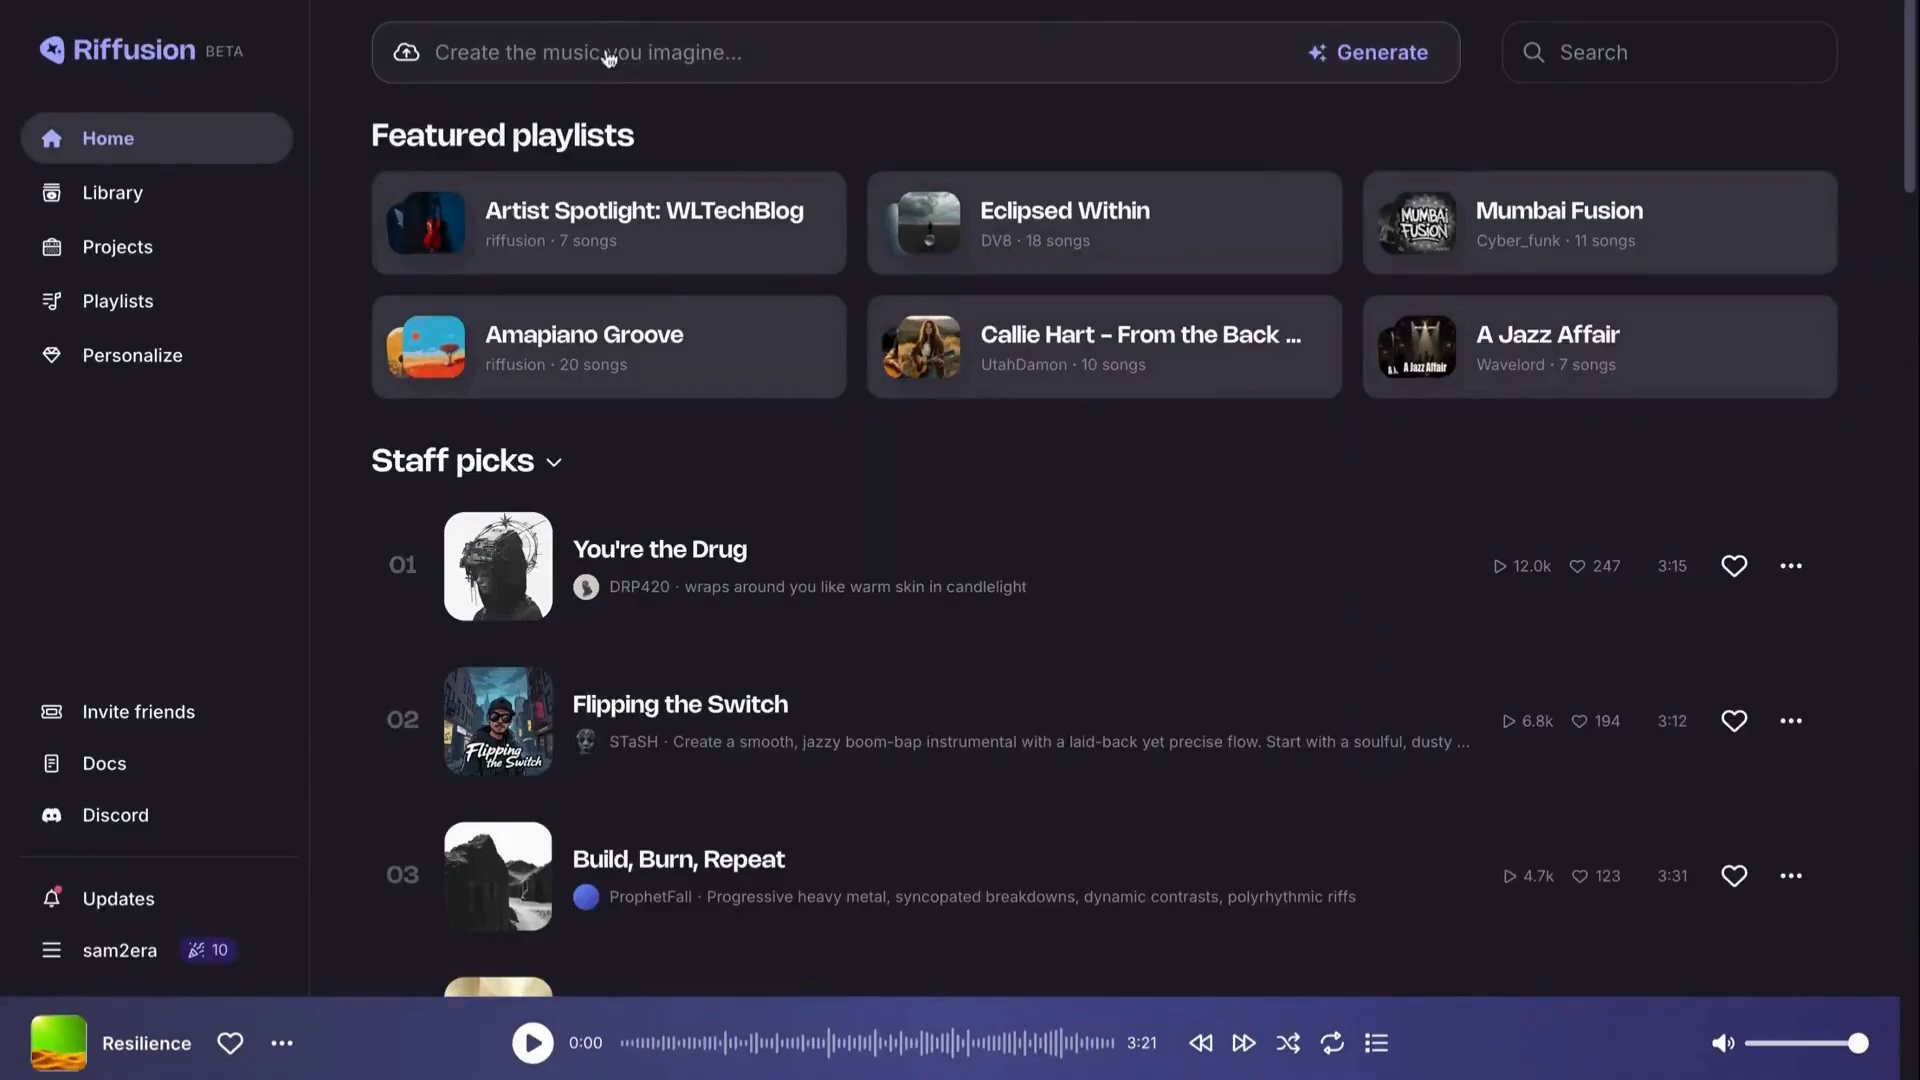 Riffusion BETA
Create the music you imagine...
Generate
Search
Home
Library
Projects
Playlists
Personalize
Featured playlists
Artist Spotlight: WLTechBlog
riffusion · 7 songs
Eclipsed Within
DV8 · 18 songs
MUMBAI
FUSION
Mumbai Fusion
Cyber_funk · 11 songs
Amapiano Groove
riffusion · 20 songs
Callie Hart – From the Back ...
UtahDamon · 10 songs
A Jazz Affair
A Jazz Affair
Wavelord · 7 songs
Staff picks
01
You're the Drug
DRP420 · wraps around you like warm skin in candlelight
12.0k 247 3:15
02
Flipping
the Switch
Flipping the Switch
STaSH · Create a smooth, jazzy boom-bap instrumental with a laid-back yet precise flow. Start with a soulful, dusty ...
6.8k 194 3:12
03
Build, Burn, Repeat
ProphetFall · Progressive heavy metal, syncopated breakdowns, dynamic contrasts, polyrhythmic riffs
4.7k 123 3:31
Invite friends
Docs
Discord
Updates
sam2era 10
Resilience
0:00
3:21